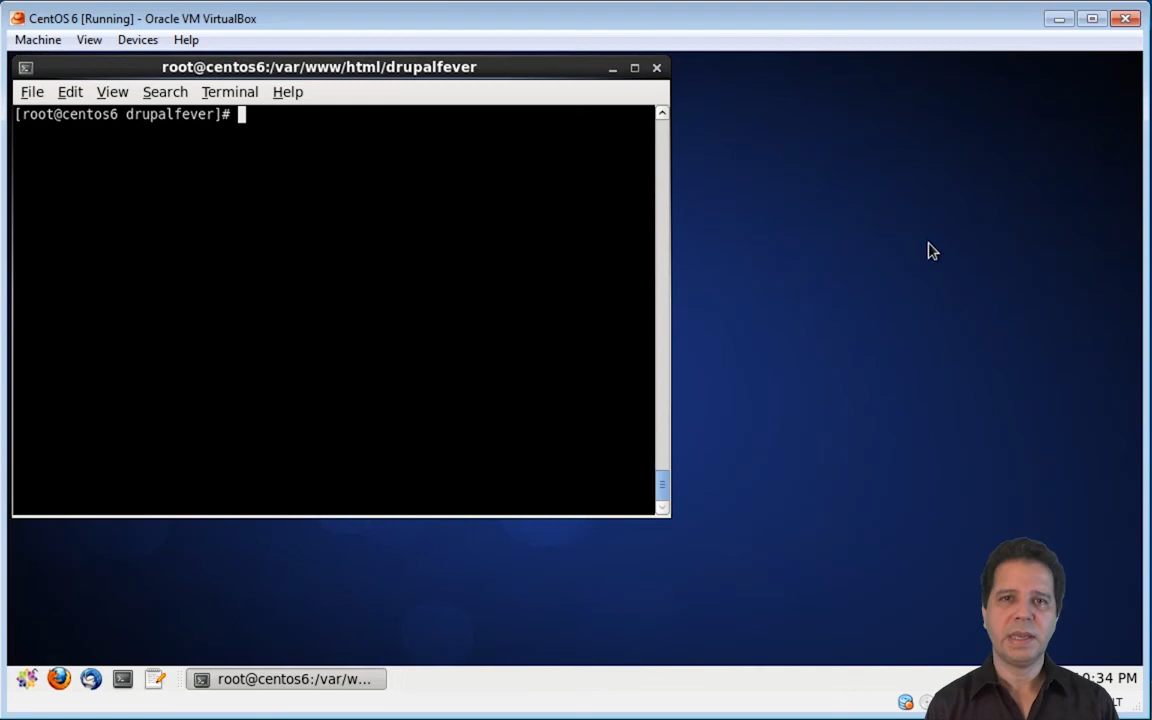 CentOS 6 [Running] - Oracle VM VirtualBox
Machine View Devices Help
root@centos6:/var/www/html/drupalfever
File Edit View Search Terminal Help
[root@centos6 drupalfever]#
root@centos6:/var/w...
:34 PM
LT